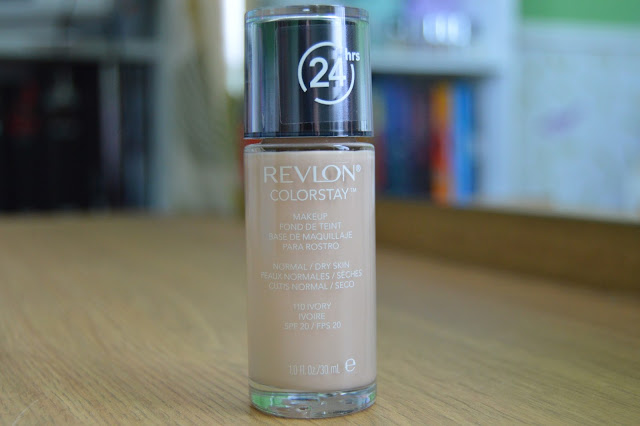 24 hrs
REVLON®
COLORSTAY™
MAKEUP
FOND DE TEINT
BASE DE MAQUILLAJE
PARA ROSTRO
NORMAL / DRY SKIN
PEAUX NORMALES / SÈCHES
CUTIS NORMAL / SECO
110 IVORY
IVOIRE
SPF 20 / FPS 20
1.0 fl. Oz/30 mL ℮